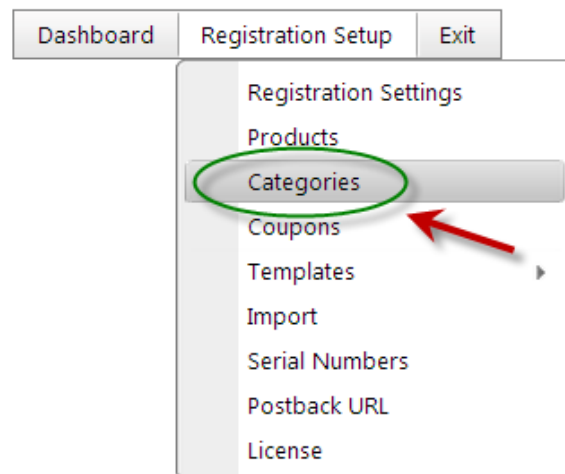 Dashboard Registration Setup Exit
Registration Settings
Products
Categories
Coupons
Templates
Import
Serial Numbers
Postback URL
License